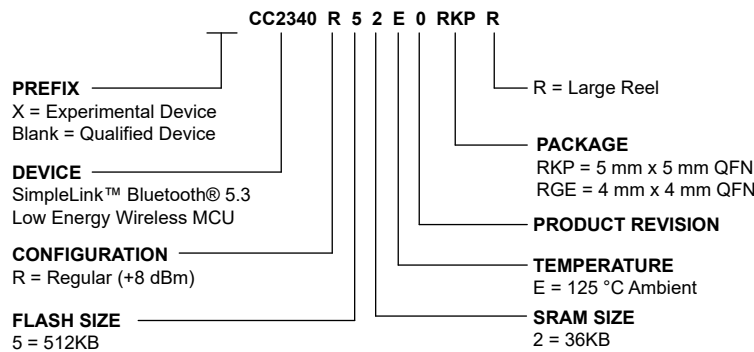 CC2340 R 5 2 E 0 RKP R
PREFIX
X = Experimental Device
Blank = Qualified Device
DEVICE
SimpleLink™ Bluetooth® 5.3
Low Energy Wireless MCU
CONFIGURATION
R = Regular (+8 dBm)
FLASH SIZE
5 = 512KB
R = Large Reel
PACKAGE
RKP = 5 mm x 5 mm QFN
RGE = 4 mm x 4 mm QFN
PRODUCT REVISION
TEMPERATURE
E = 125 °C Ambient
SRAM SIZE
2 = 36KB